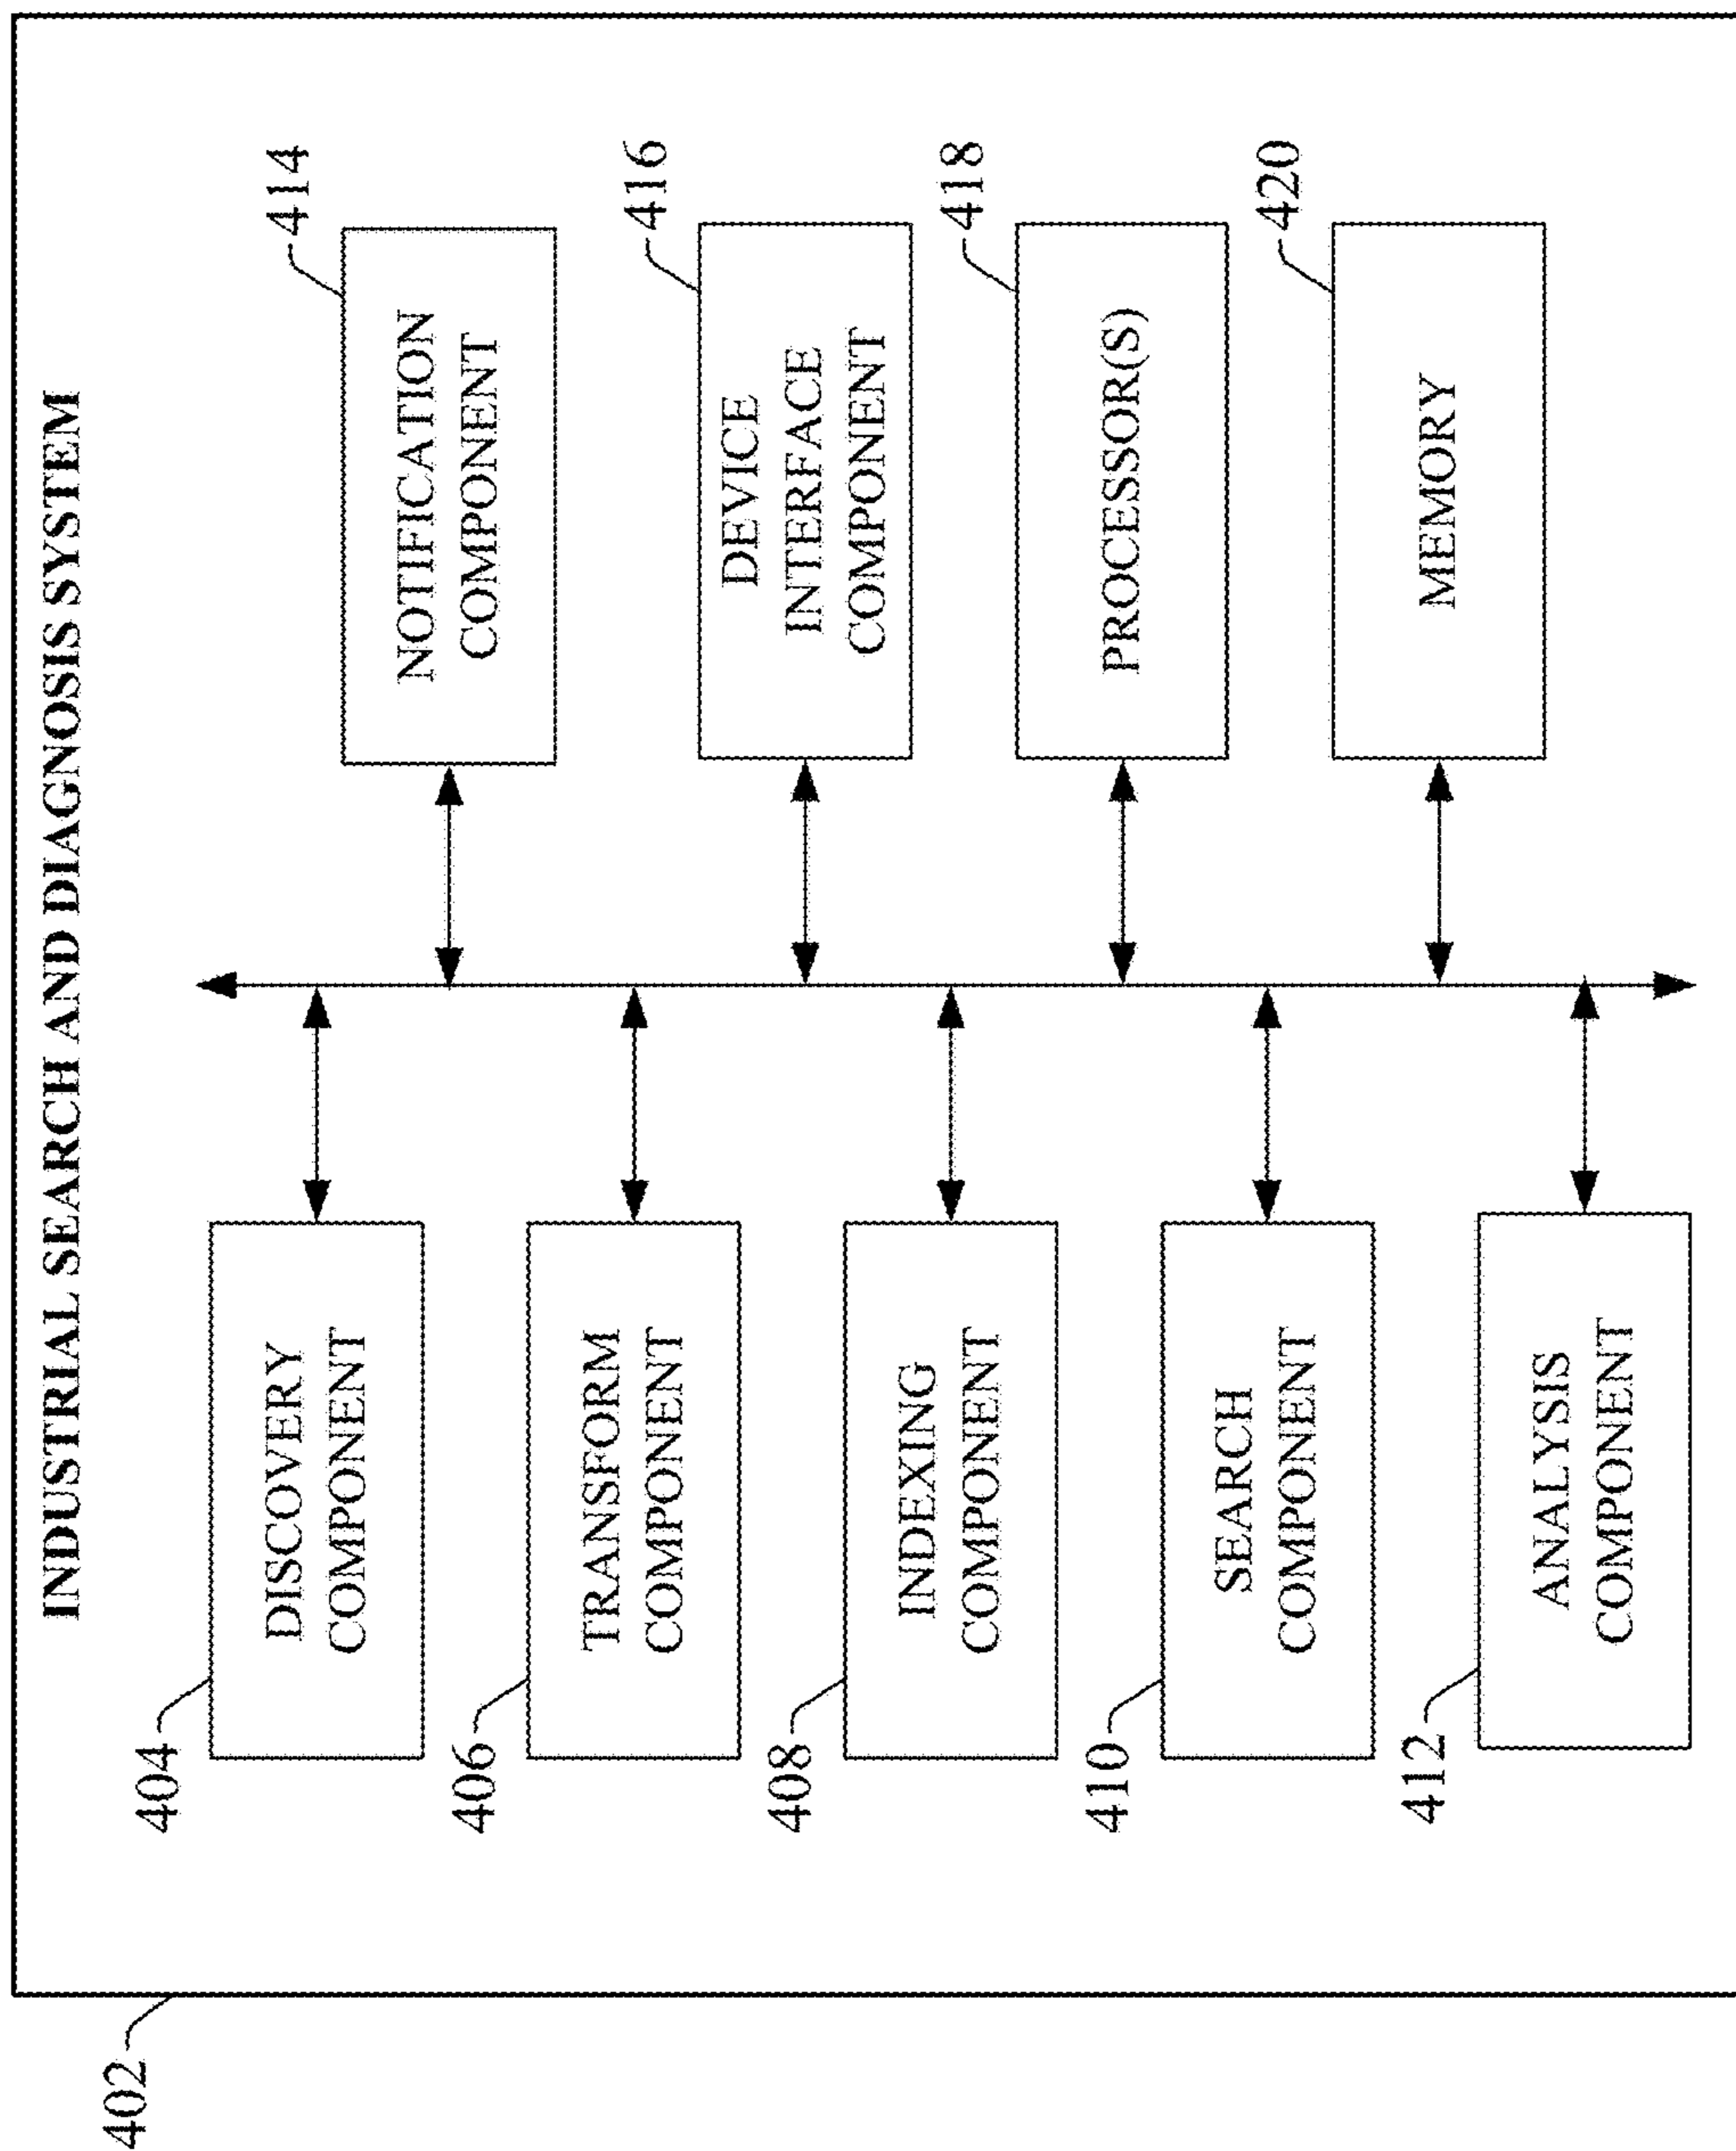 INDUSTRIAL SEARCH AND DIAGNOSIS SYSTEM
402
404
DISCOVERY
COMPONENT
406
TRANSFORM
COMPONENT
408
INDEXING
COMPONENT
410
SEARCH
COMPONENT
412
ANALYSIS
COMPONENT
414
NOTIFICATION
COMPONENT
416
DEVICE
INTERFACE
COMPONENT
418
PROCESSOR(S)
420
MEMORY